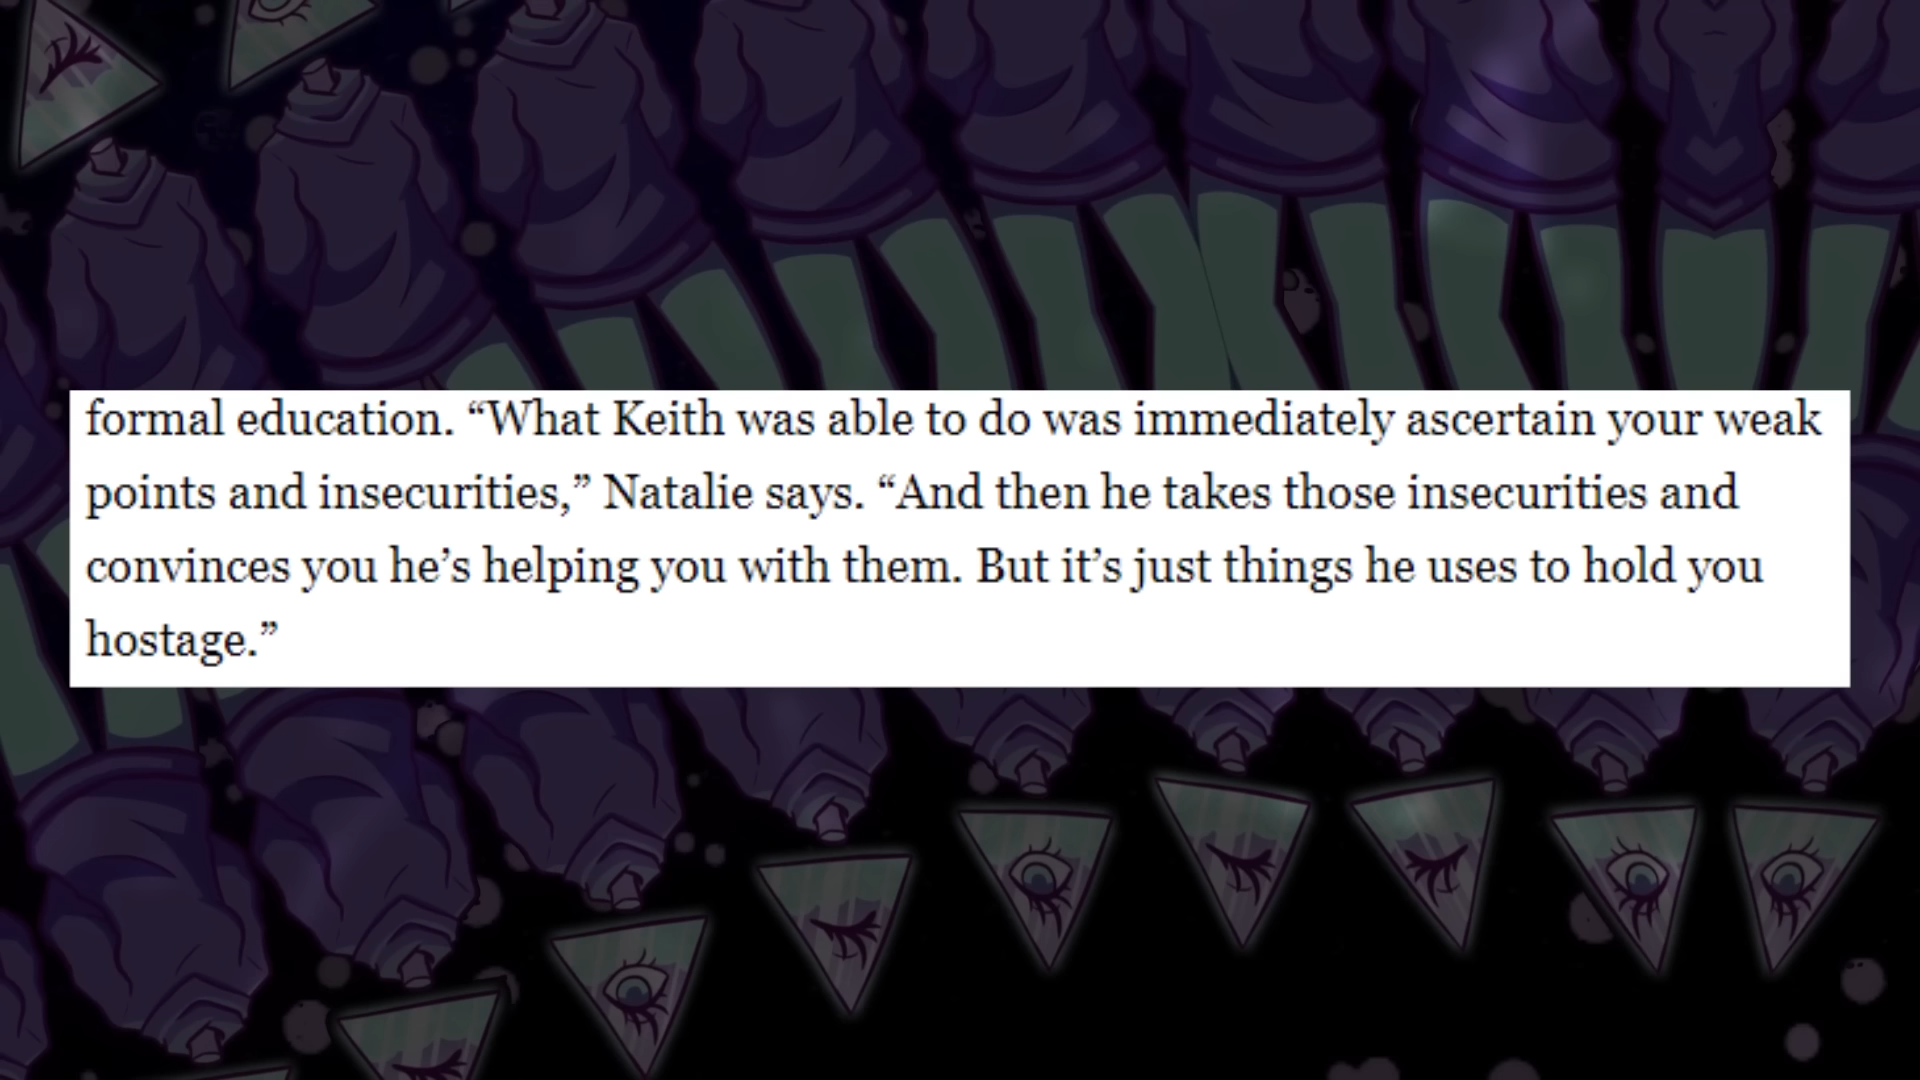 formal education. “What Keith was able to do was immediately ascertain your weak
points and insecurities,” Natalie says. “And then he takes those insecurities and
convinces you he’s helping you with them. But it’s just things he uses to hold you
hostage.”